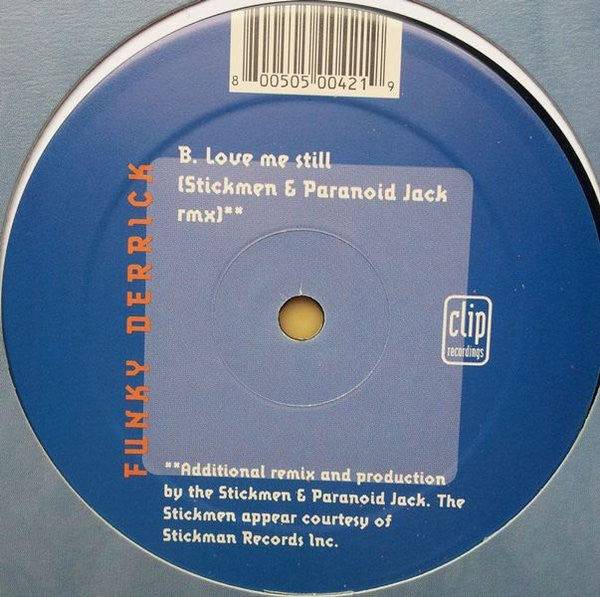 8 00505 00421 9
B. Love me still
(Stickmen & Paranoid Jack
rmx)**
FUNKY DERRICK
clip
recordings
**Additional remix and production
by the Stickmen & Paranoid Jack. The
Stickmen appear courtesy of
Stickman Records Inc.